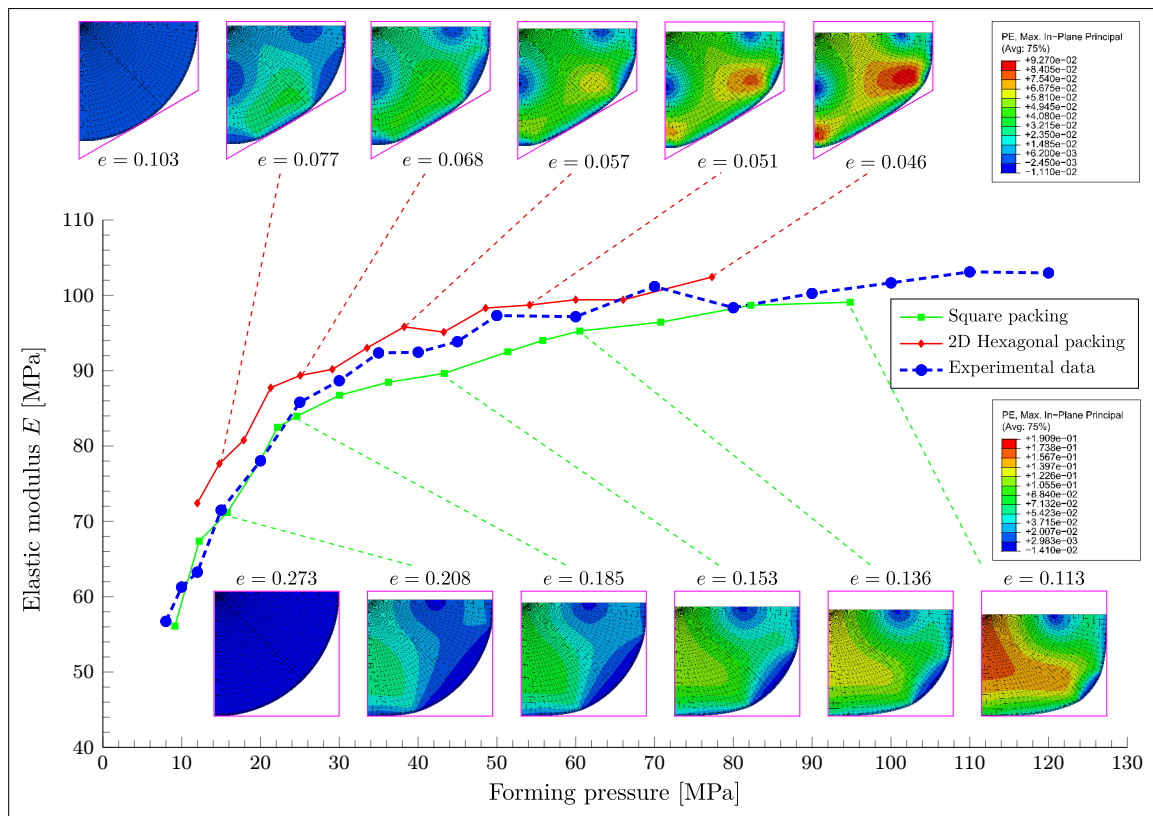 PE, Max. In-Plane Principal
(Avg: 75%)
+9.270e-02
+8.405e-02
+7.540e-02
+6.675e-02
+5.810e-02
+4.945e-02
+4.080e-02
+3.215e-02
+2.350e-02
+1.485e-02
+6.200e-03
-2.450e-03
-1.110e-02
e = 0.103
e = 0.077
e = 0.068
e = 0.057
e = 0.051
e = 0.046
110
100
90
80
70
60
50
40
Elastic modulus E [MPa]
Square packing
2D Hexagonal packing
Experimental data
PE, Max. In-Plane Principal
(Avg: 75%)
+1.909e-01
+1.738e-01
+1.567e-01
+1.397e-01
+1.226e-01
+1.055e-01
+8.840e-02
+7.132e-02
+5.423e-02
+3.715e-02
+2.007e-02
+2.983e-03
-1.410e-02
e = 0.273
e = 0.208
e = 0.185
e = 0.153
e = 0.136
e = 0.113
0 10 20 30 40 50 60 70 80 90 100 110 120 130
Forming pressure [MPa]